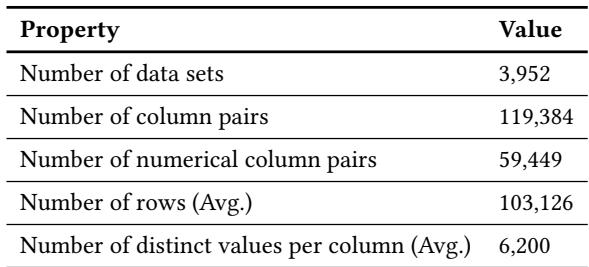 Property Value
Number of data sets 3,952
Number of column pairs 119,384
Number of numerical column pairs 59,449
Number of rows (Avg.) 103,126
Number of distinct values per column (Avg.) 6,200